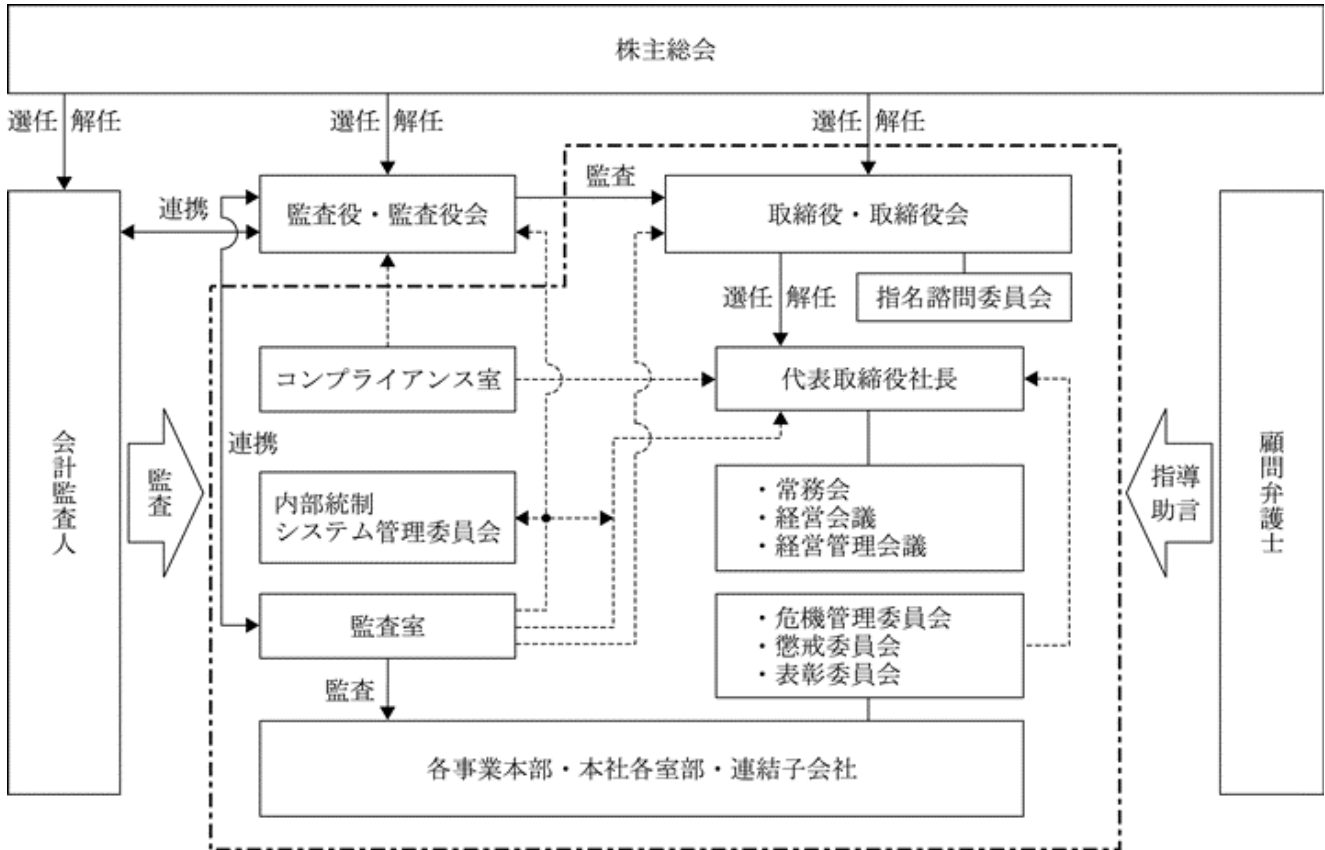 株主総会
選任 解任
選任 解任
選任 解任
監査
連携
監査役・監査役会
取締役・取締役会
選任 解任
指名諮問委員会
コンプライアンス室
代表取締役社長
会計監査人
監査
連携
顧問弁護士
指導
助言
内部統制
システム管理委員会
・常務会
・経営会議
・経営管理会議
監査室
・危機管理委員会
・懲戒委員会
・表彰委員会
監査
各事業本部・本社各室部・連結子会社